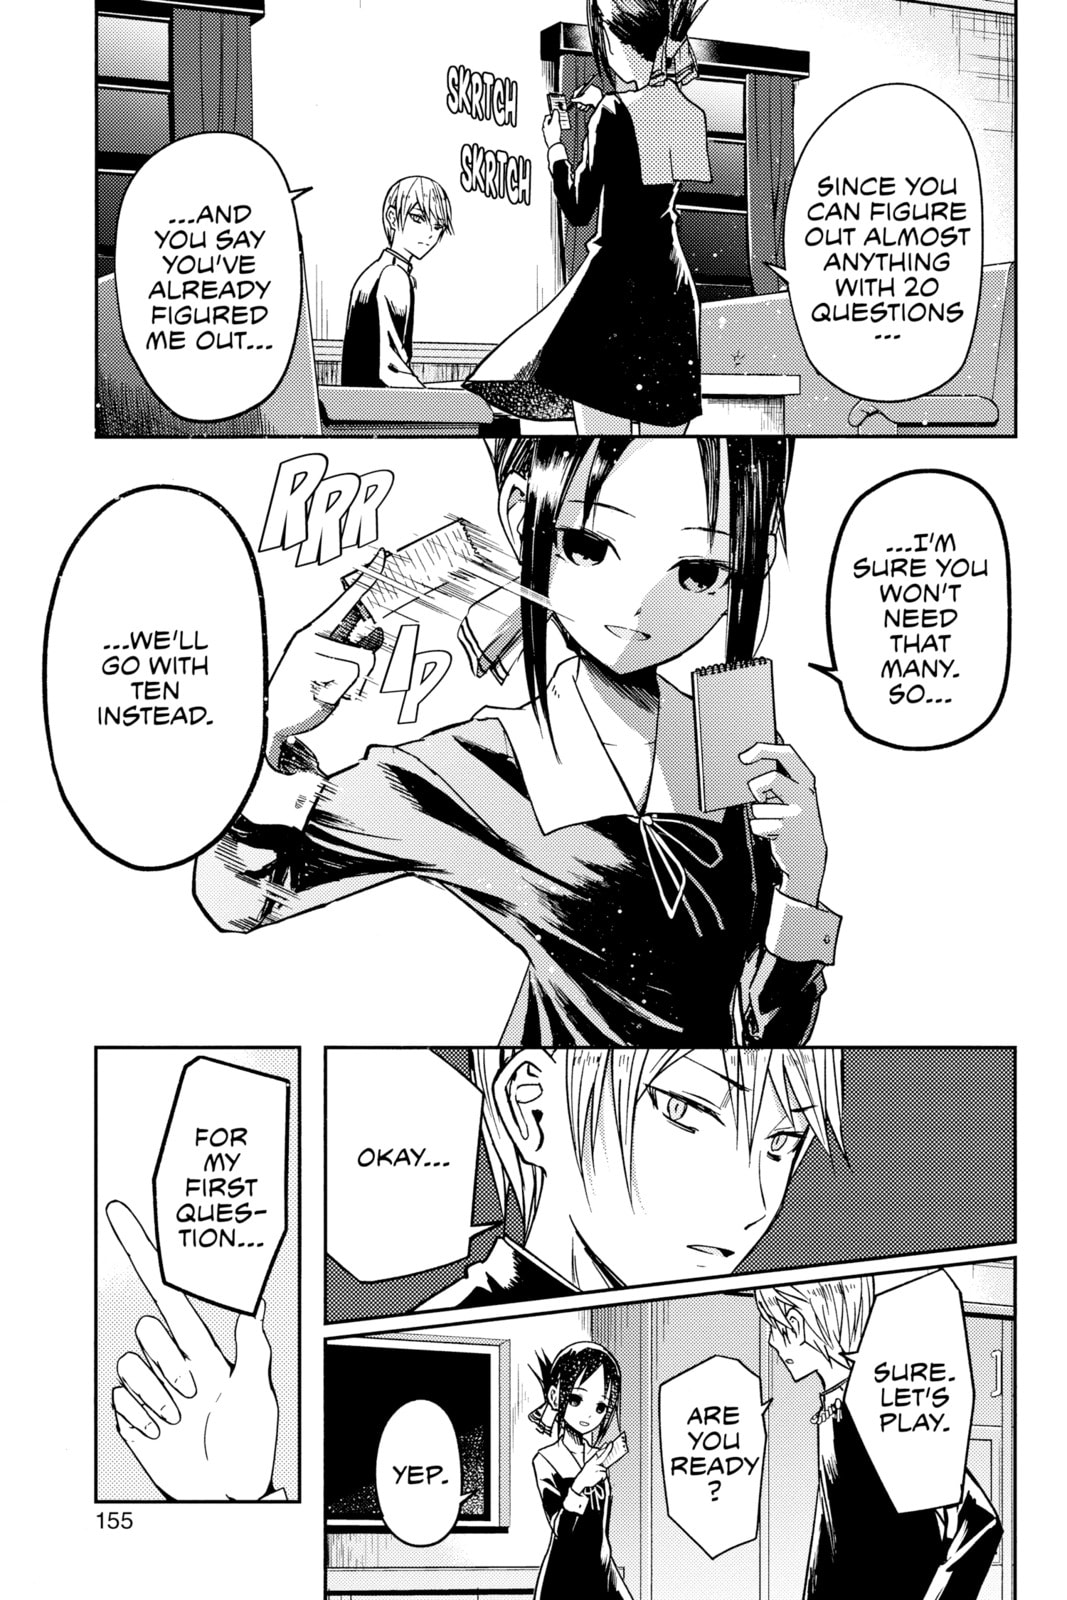 SKRTCH
SKRTCH
SINCE YOU
CAN FIGURE
OUT ALMOST
ANYTHING
WITH 20
QUESTIONS
...
...AND
YOU SAY
YOU'VE
ALREADY
FIGURED
ME OUT...
...I'M
SURE YOU
WON'T
NEED
THAT
MANY.
SO...
RRR
IP
...WE'LL
GO WITH
TEN
INSTEAD.
OKAY...
SURE.
LET'S
PLAY.
ARE
YOU
READY
?
YEP.
FOR
MY
FIRST
QUES-
TION...
155